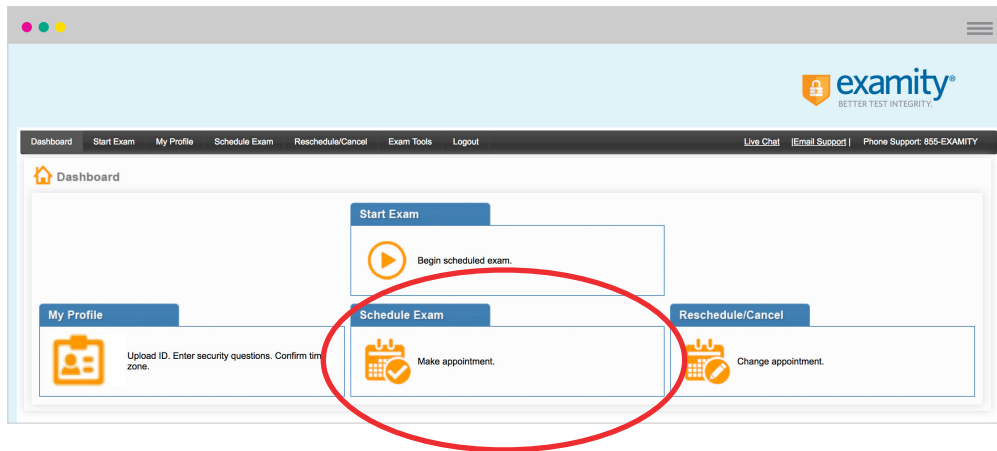 examity®
BETTER TEST INTEGRITY.
Dashboard Start Exam My Profile Schedule Exam Reschedule/Cancel Exam Tools Logout Live Chat |Email Support| Phone Support: 855-EXAMITY
Dashboard
Start Exam
Begin scheduled exam.
My Profile
Upload ID. Enter security questions. Confirm tim
zone.
Schedule Exam
Make appointment.
Reschedule/Cancel
Change appointment.